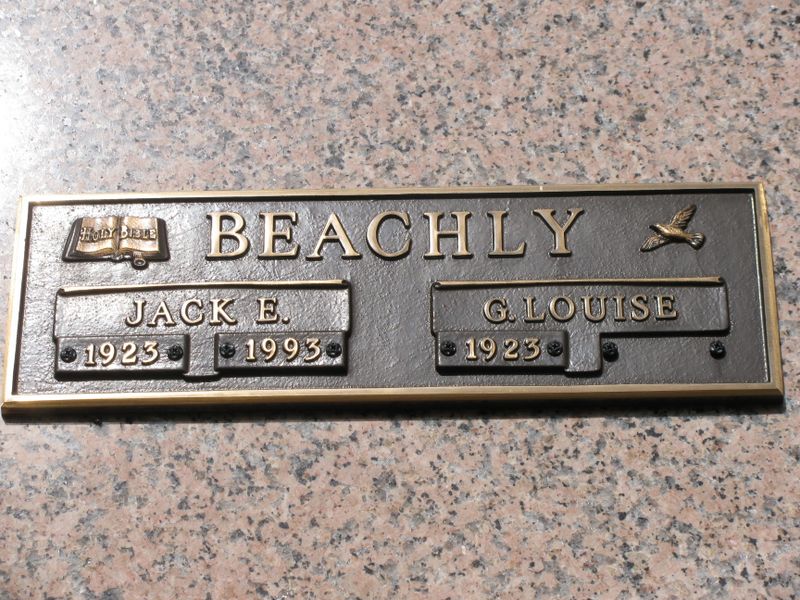 HOLY BIBLE
BEACHLY
JACK E.
1923 1993
G. LOUISE
1923